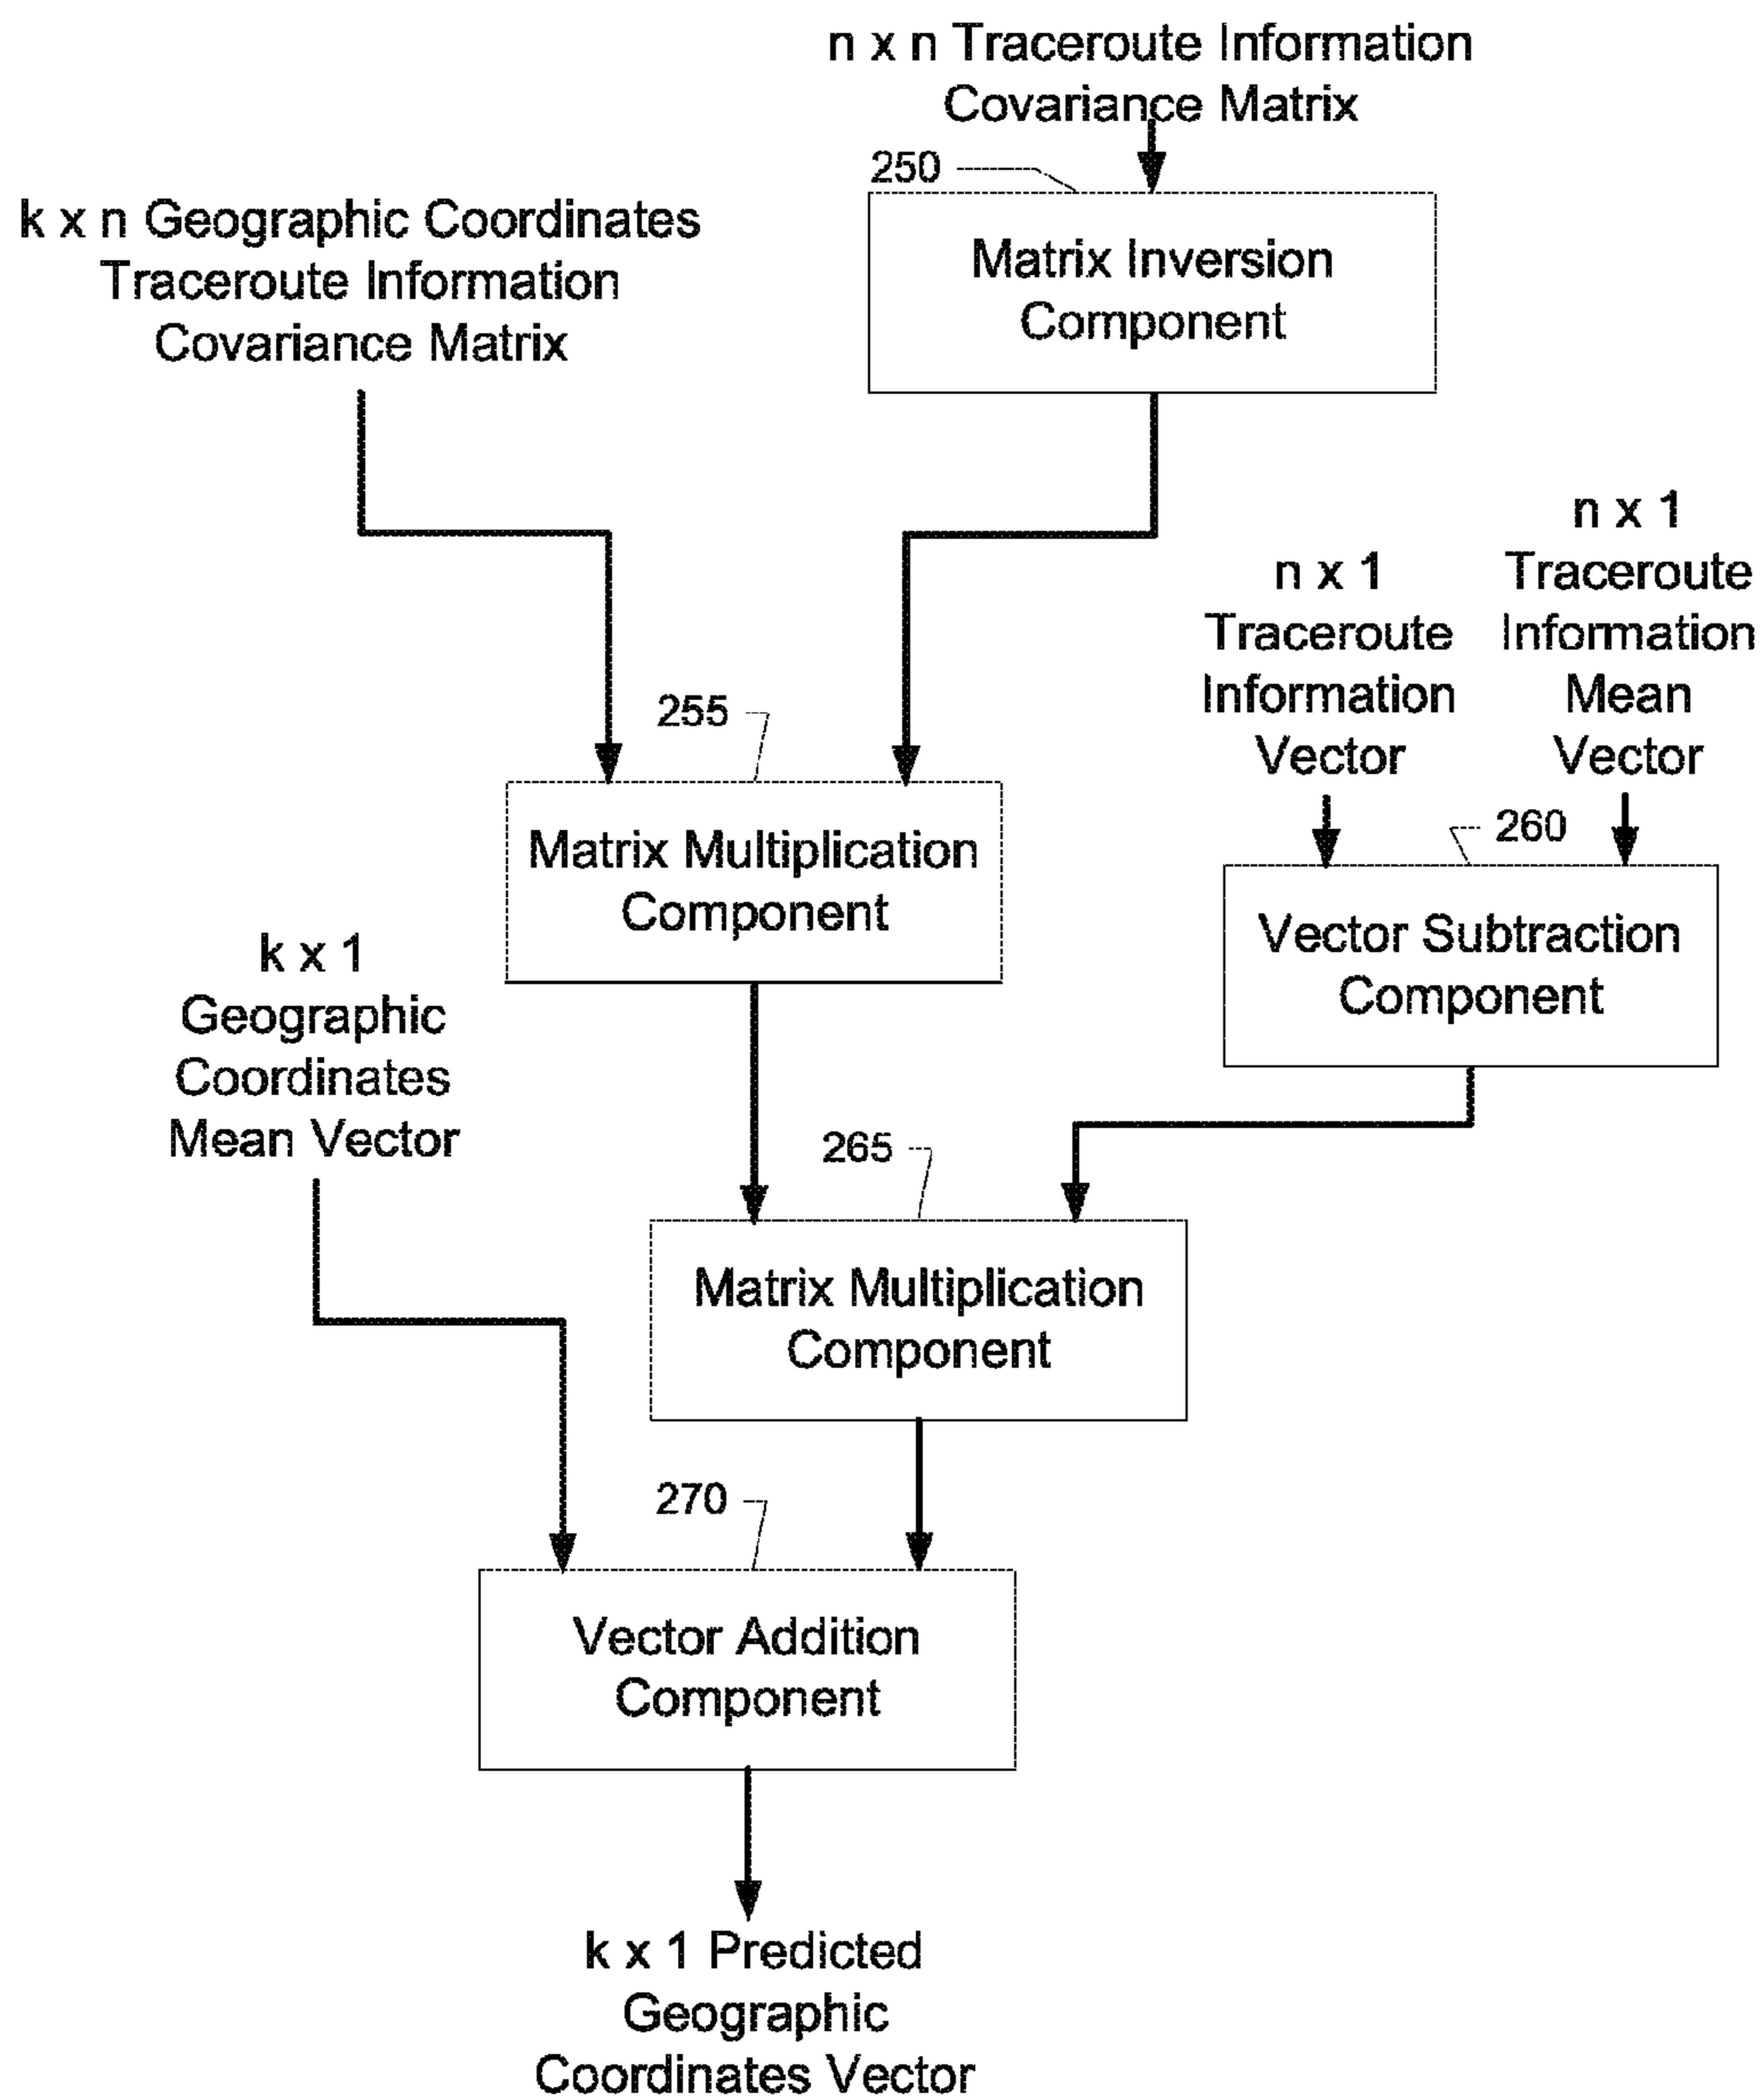 n x n Traceroute Information
Covariance Matrix
250
Matrix Inversion
Component
k x n Geographic Coordinates
Traceroute Information
Covariance Matrix
n x 1
Traceroute
Information
Vector
n x 1
Traceroute
Information
Mean
Vector
255
Matrix Multiplication
Component
260
Vector Subtraction
Component
k x 1
Geographic
Coordinates
Mean Vector
265
Matrix Multiplication
Component
270
Vector Addition
Component
k x 1 Predicted
Geographic
Coordinates Vector